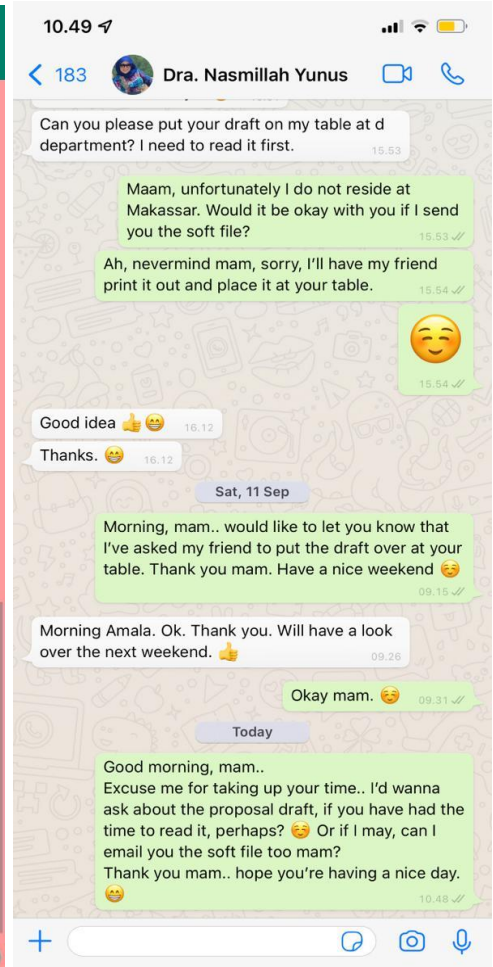 10.49
183 Dra. Nasmillah Yunus
Can you please put your draft on my table at d
department? I need to read it first.
15.53
Maam, unfortunately I do not reside at
Makassar. Would it be okay with you if I send
you the soft file?
15.53
Ah, nevermind mam, sorry, I'll have my friend
print it out and place it at your table.
15.54
15.54
Good idea 👍😁
16.12
Thanks. 😁
16.12
Sat, 11 Sep
Morning, mam.. would like to let you know that
I've asked my friend to put the draft over at your
table. Thank you mam. Have a nice weekend ☺️
09.15
Morning Amala. Ok. Thank you. Will have a look
over the next weekend. 👍
09.26
Okay mam. ☺️
09.31
Today
Good morning, mam..
Excuse me for taking up your time.. I'd wanna
ask about the proposal draft, if you have had the
time to read it, perhaps? ☺️ Or if I may, can I
email you the soft file too mam?
Thank you mam.. hope you're having a nice day.
😁
10.48